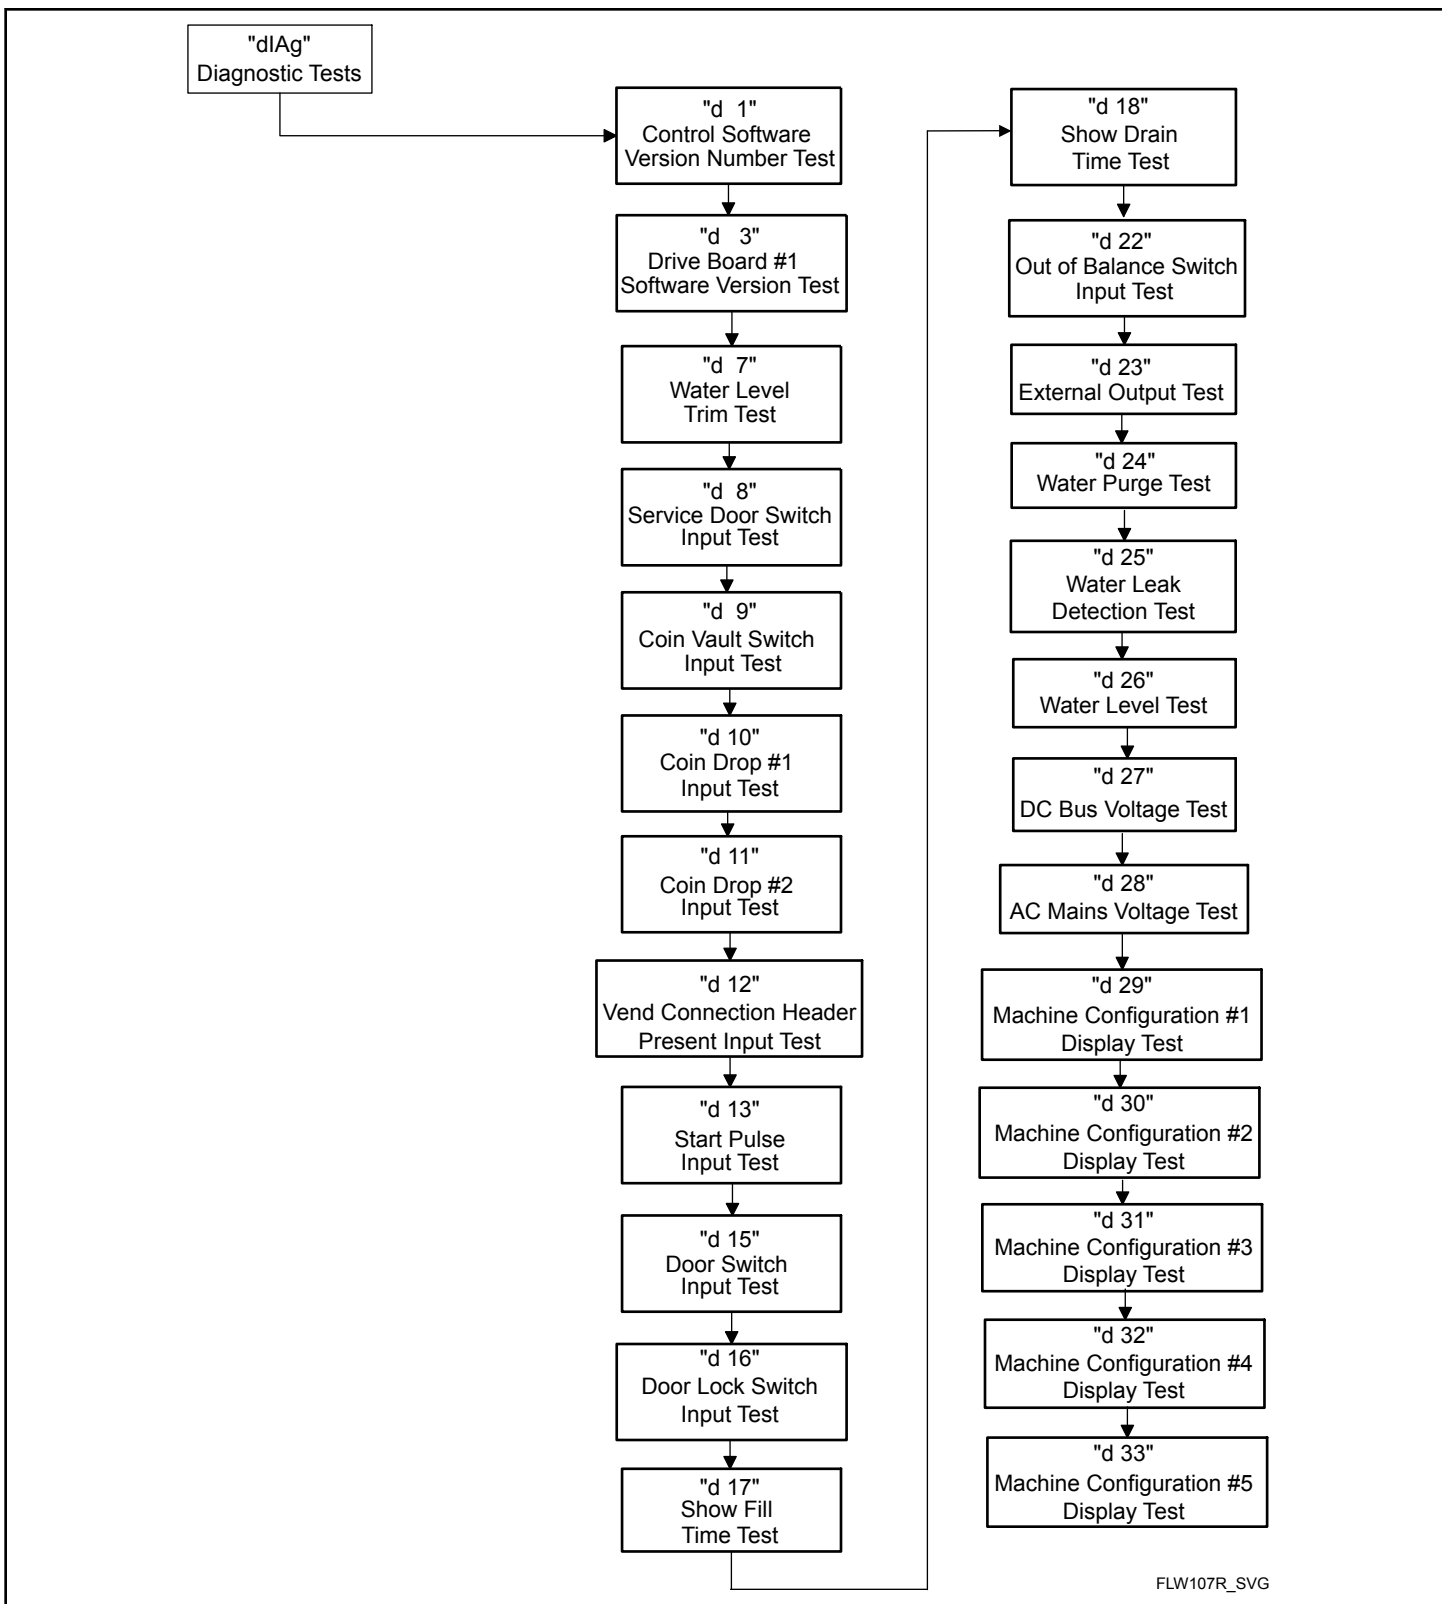 "dIAg"
Diagnostic Tests
"d 1"
Control Software
Version Number Test
"d 3"
Drive Board #1
Software Version Test
"d 7"
Water Level
Trim Test
"d 8"
Service Door Switch
Input Test
"d 9"
Coin Vault Switch
Input Test
"d 10"
Coin Drop #1
Input Test
"d 11"
Coin Drop #2
Input Test
"d 12"
Vend Connection Header
Present Input Test
"d 13"
Start Pulse
Input Test
"d 15"
Door Switch
Input Test
"d 16"
Door Lock Switch
Input Test
"d 17"
Show Fill
Time Test
"d 18"
Show Drain
Time Test
"d 22"
Out of Balance Switch
Input Test
"d 23"
External Output Test
"d 24"
Water Purge Test
"d 25"
Water Leak
Detection Test
"d 26"
Water Level Test
"d 27"
DC Bus Voltage Test
"d 28"
AC Mains Voltage Test
"d 29"
Machine Configuration #1
Display Test
"d 30"
Machine Configuration #2
Display Test
"d 31"
Machine Configuration #3
Display Test
"d 32"
Machine Configuration #4
Display Test
"d 33"
Machine Configuration #5
Display Test
FLW107R_SVG